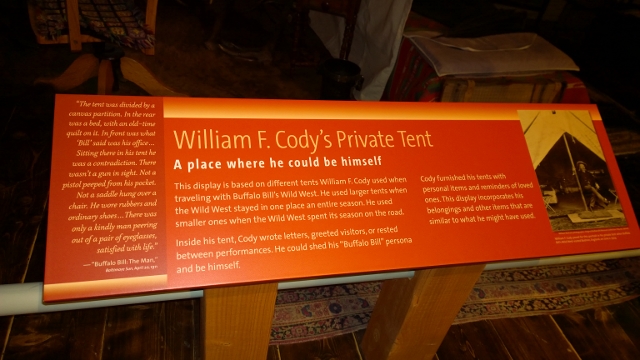 "The tent was divided by a
canvas partition. In the rear
was a bed, with an old-time
quilt on it. In front was what
'Bill' said was his office...
Sitting there in his tent he
was a contradiction. There
wasn't a gun in sight. Not a
pistol peeped from his pocket.
Not a saddle hung over a
chair. He wore rubbers and
ordinary shoes...There was
only a kindly man peering
out of a pair of eyeglasses,
satisfied with life."
— "Buffalo Bill: The Man,"
William F. Cody's Private Tent
A place where he could be himself
This display is based on different tents William F. Cody used when
traveling with Buffalo Bill's Wild West. He used larger tents when
the Wild West stayed in one place an entire season. He used
smaller ones when the Wild West spent its season on the road.
Inside his tent, Cody wrote letters, greeted visitors, or rested
between performances. He could shed his "Buffalo Bill" persona
and be himself.
Cody furnished his tents with
personal items and reminders of loved
ones. This display incorporates his
belongings and other items that are
similar to what he might have used.